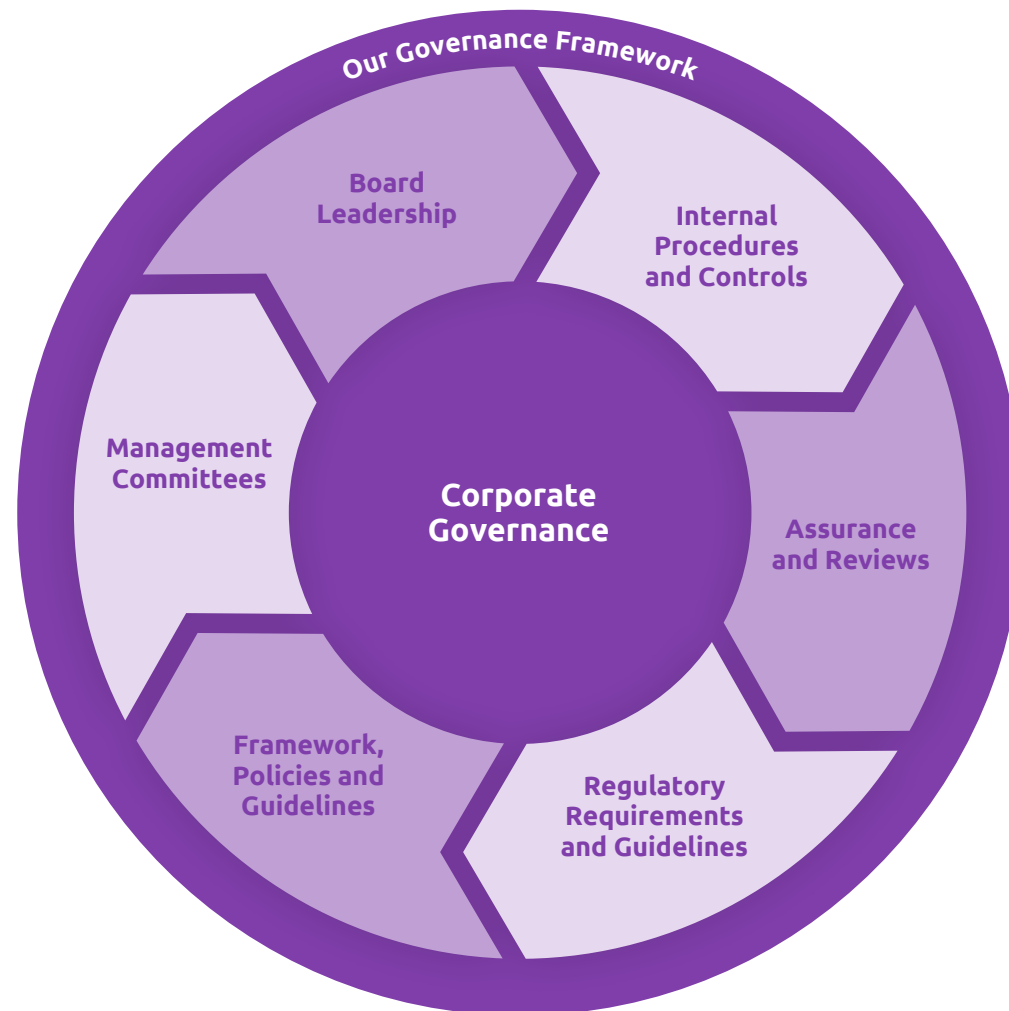 Our Governance Framework
Board
Leadership
Internal
Procedures
and Controls
Assurance
and Reviews
Regulatory
Requirements
and Guidelines
Framework,
Policies and
Guidelines
Management
Committees
Corporate
Governance